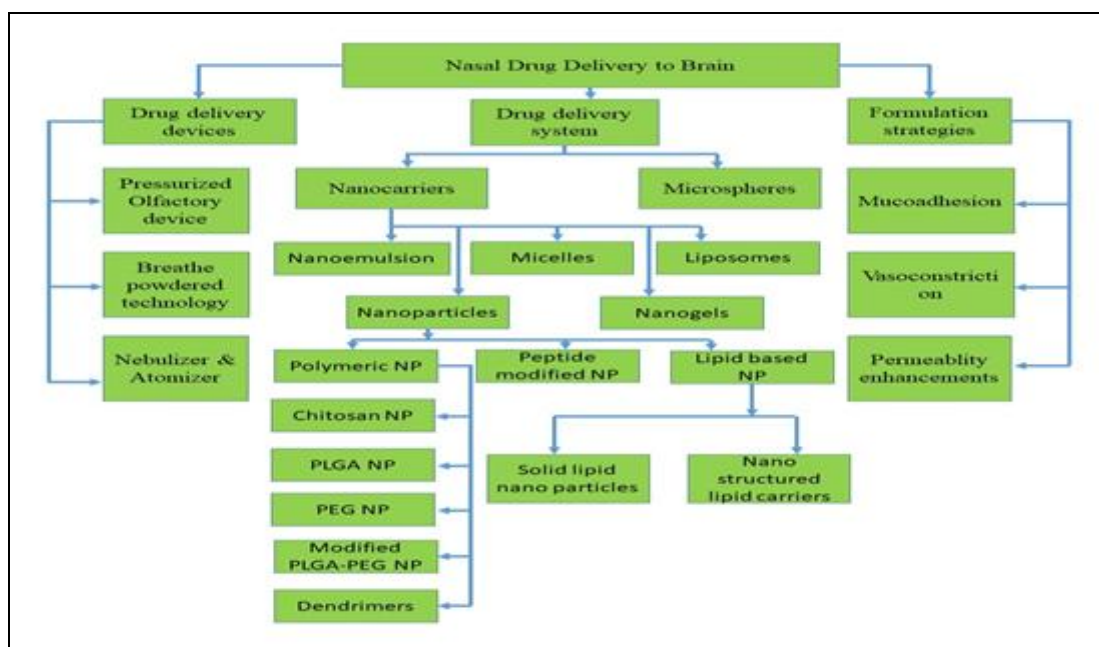 Nasal Drug Delivery to Brain
Drug delivery
devices
Drug delivery
system
Formulation
strategies
Pressurized
Olfactory
device
Nanocarriers
Microspheres
Mucoadhesion
Nanoemulsion
Micelles
Liposomes
Breathe
powdered
technology
Vasoconstricti
on
Nanoparticles
Nanogels
Nebulizer &
Atomizer
Polymeric NP
Peptide
modified NP
Lipid based
NP
Permeablity
enhancements
Chitosan NP
PLGA NP
Solid lipid
nano particles
Nano
structured
lipid carriers
PEG NP
Modified
PLGA-PEG NP
Dendrimers